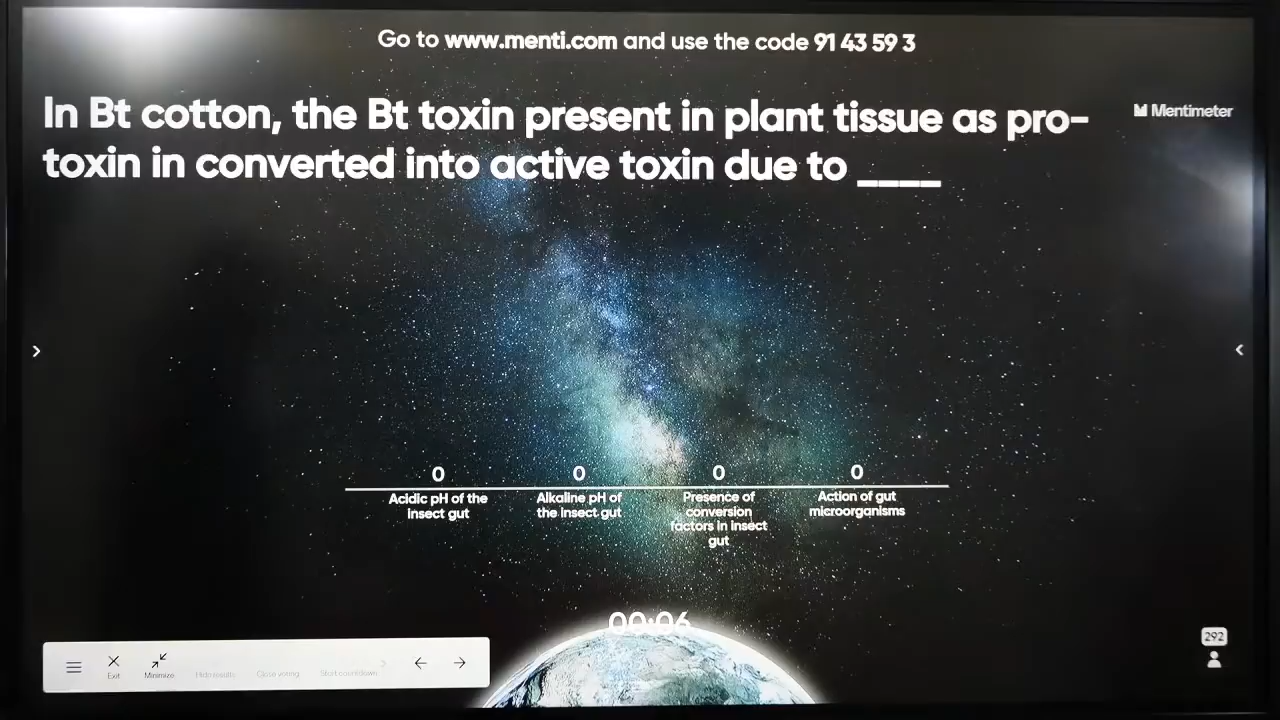 Go to www.menti.com and use the code 91 43 59 3
In Bt cotton, the Bt toxin present in plant tissue as pro-
toxin in converted into active toxin due to ____
Mentimeter
0
0
0
0
Acidic pH of the
insect gut
Alkaline pH of
the insect gut
Presence of
conversion
factors in insect
gut
Action of gut
microorganisms
00:06
292
Exit
Minimize
Hide results
Close voting
Start countdown